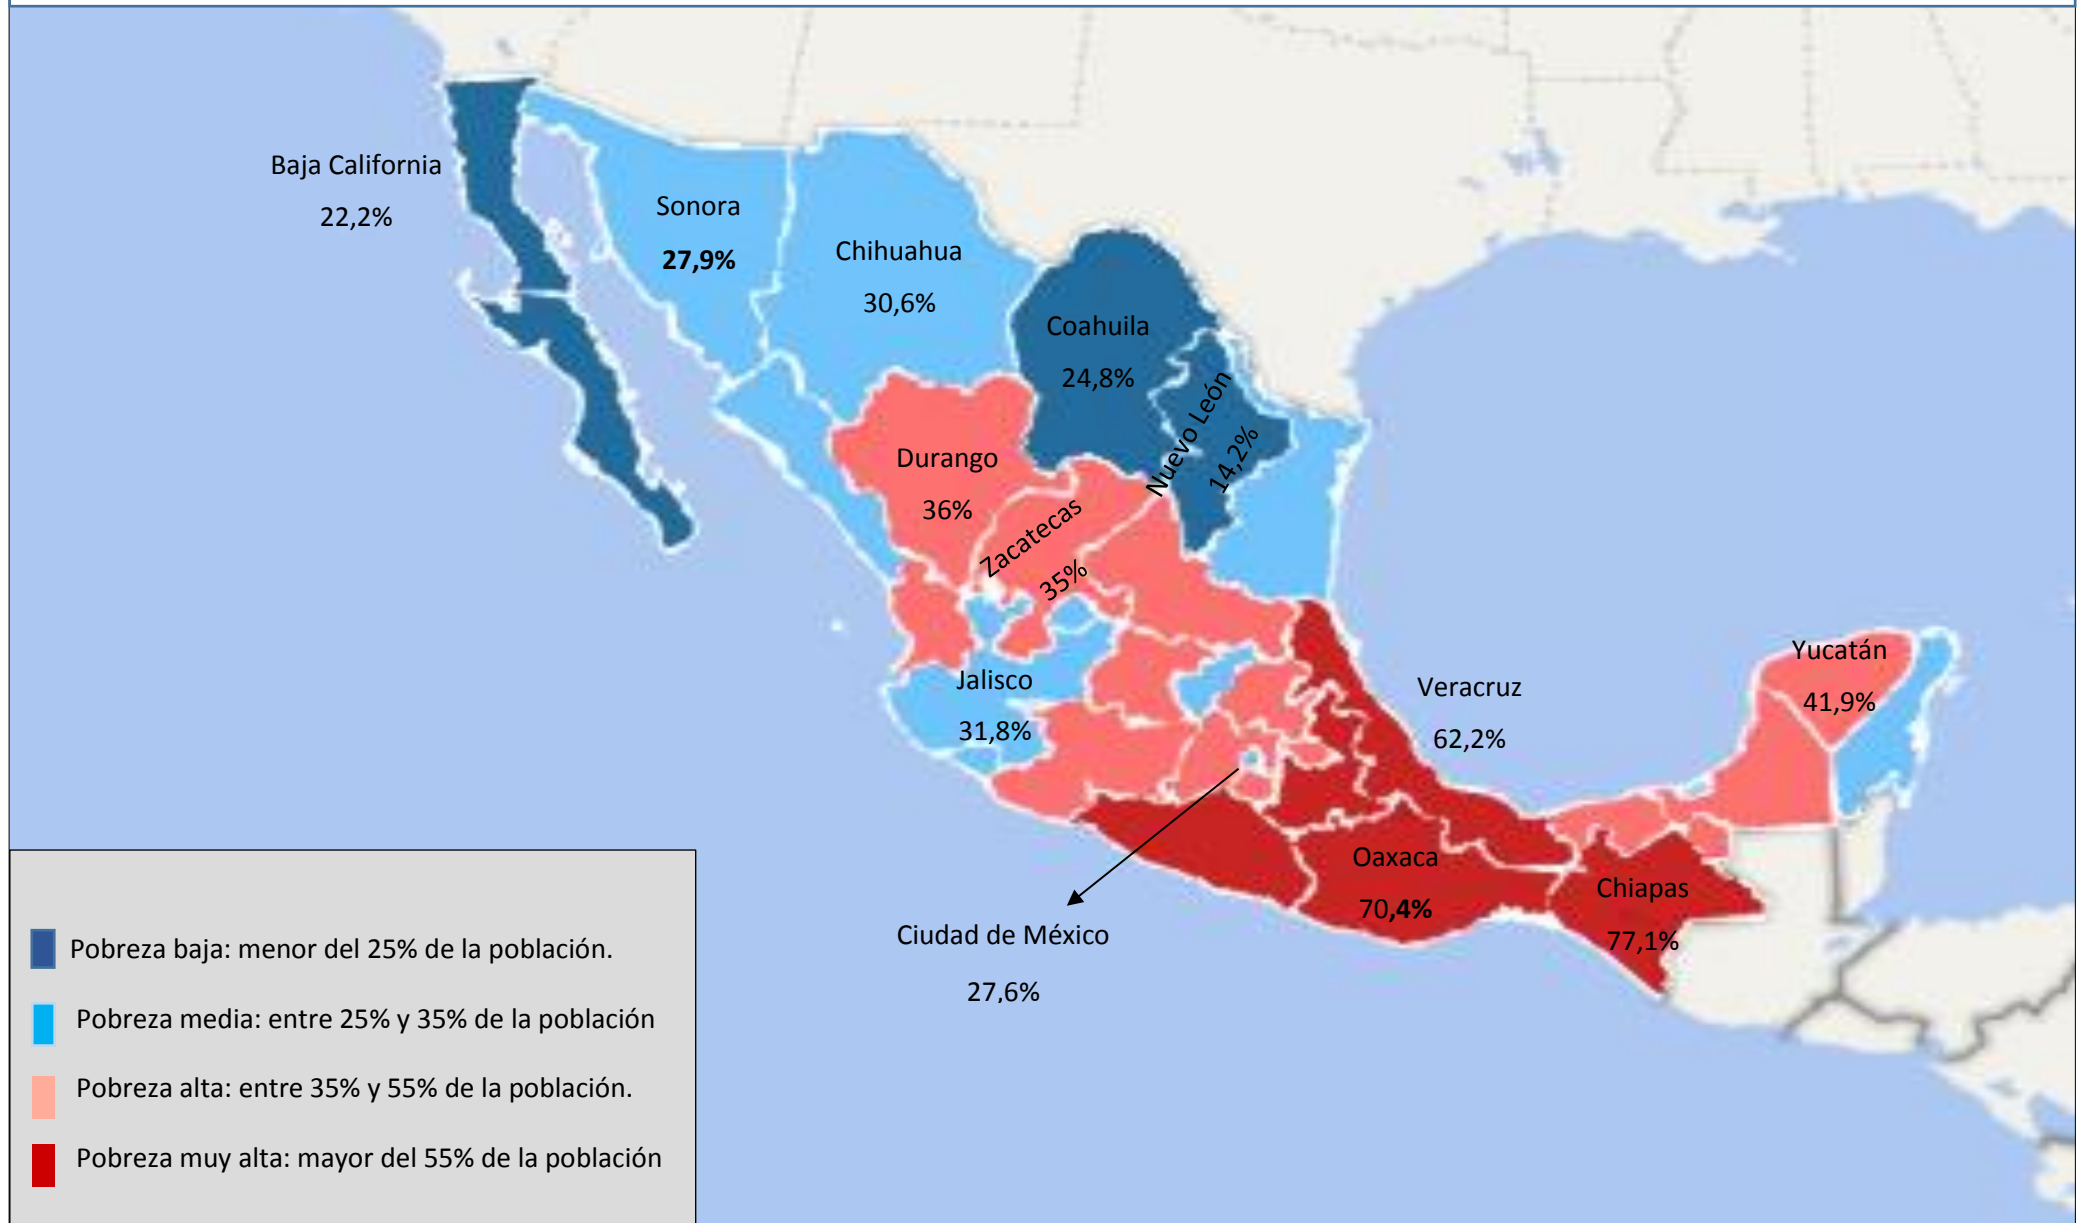 Baja California
22,2%
Sonora
27,9%
Chihuahua
30,6%
Coahuila
24,8%
Nuevo León
14,2%
Durango
36%
Zacatecas
35%
Jalisco
31,8%
Veracruz
62,2%
Yucatán
41,9%
Oaxaca
70,4%
Chiapas
77,1%
Ciudad de México
27,6%
Pobreza baja: menor del 25% de la población.
Pobreza media: entre 25% y 35% de la población
Pobreza alta: entre 35% y 55% de la población.
Pobreza muy alta: mayor del 55% de la población